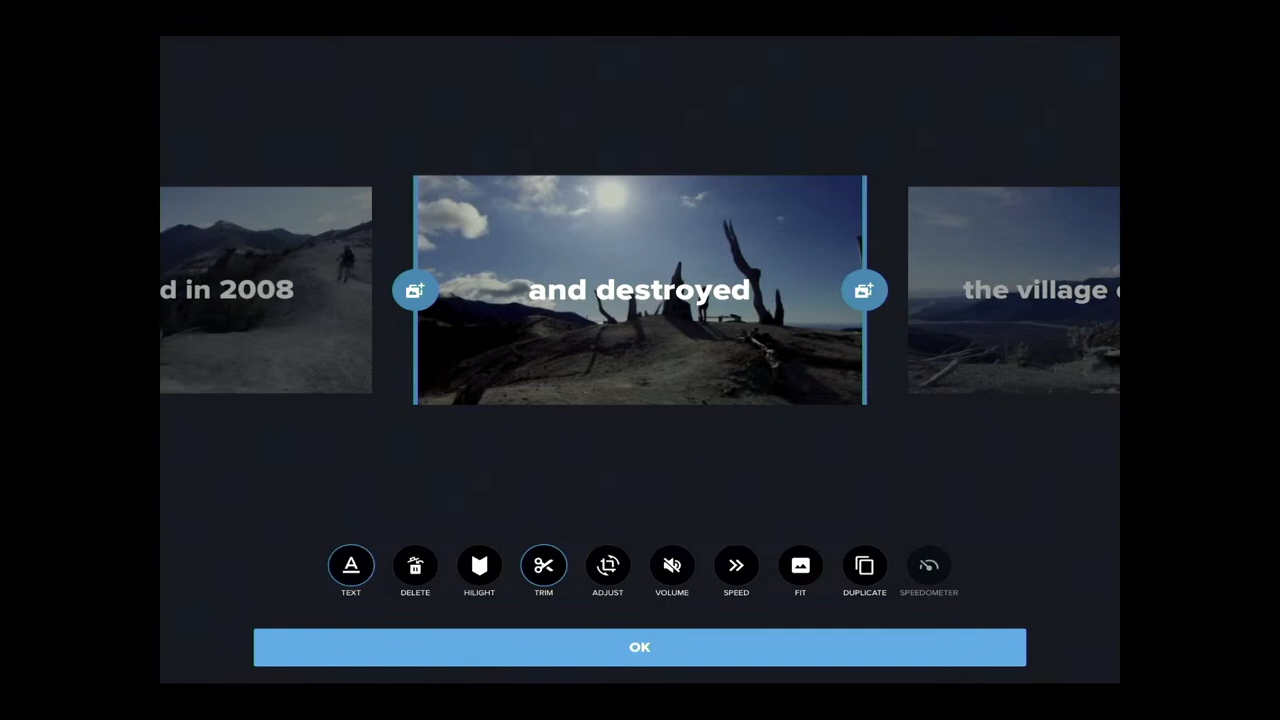 d in 2008
and destroyed
the village
TEXT
DELETE
HILIGHT
TRIM
ADJUST
VOLUME
SPEED
FIT
DUPLICATE
SPEEDOMETER
OK